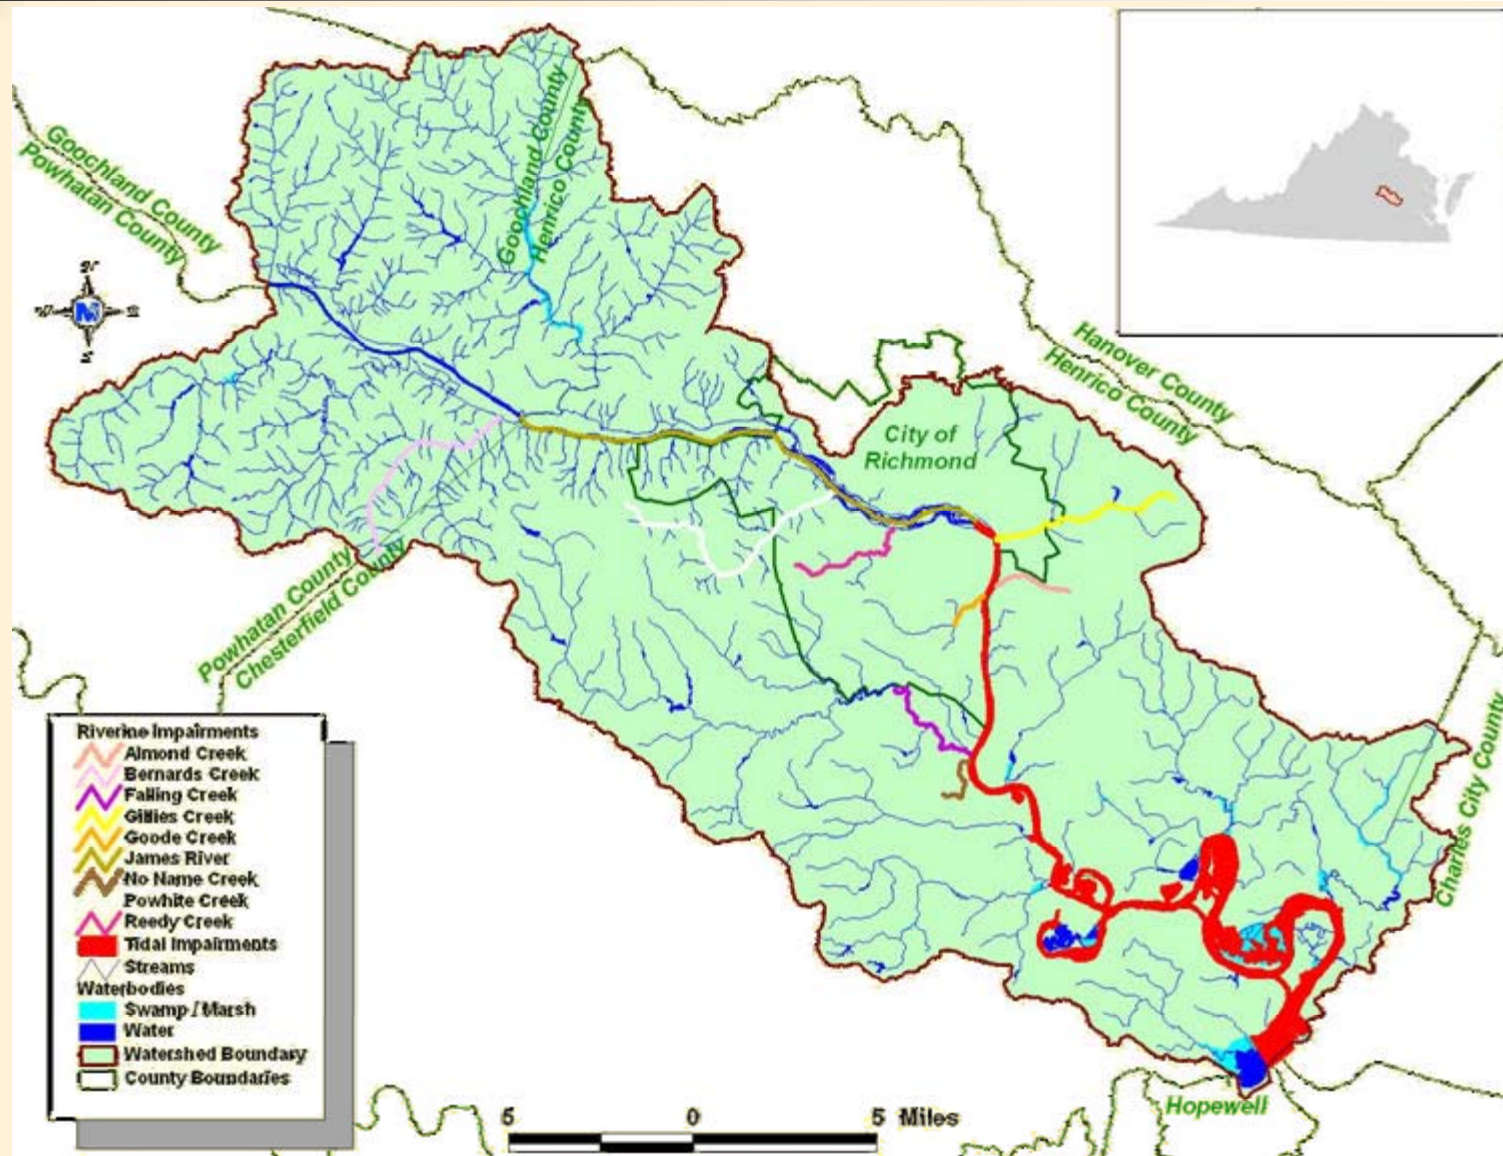 Goochland County
Powhatan County
Goochland County
Henrico County
N
W
E
S
Hanover County
Henrico County
City of
Richmond
Powhatan County
Chesterfield County
Charles City County
Riverine Impairments
Almond Creek
Bernards Creek
Falling Creek
Gillies Creek
Goode Creek
James River
No Name Creek
Powhite Creek
Reedy Creek
Tidal Impairments
Streams
Waterbodies
Swamp / Marsh
Water
Watershed Boundary
County Boundaries
5 0 5 Miles
Hopewell